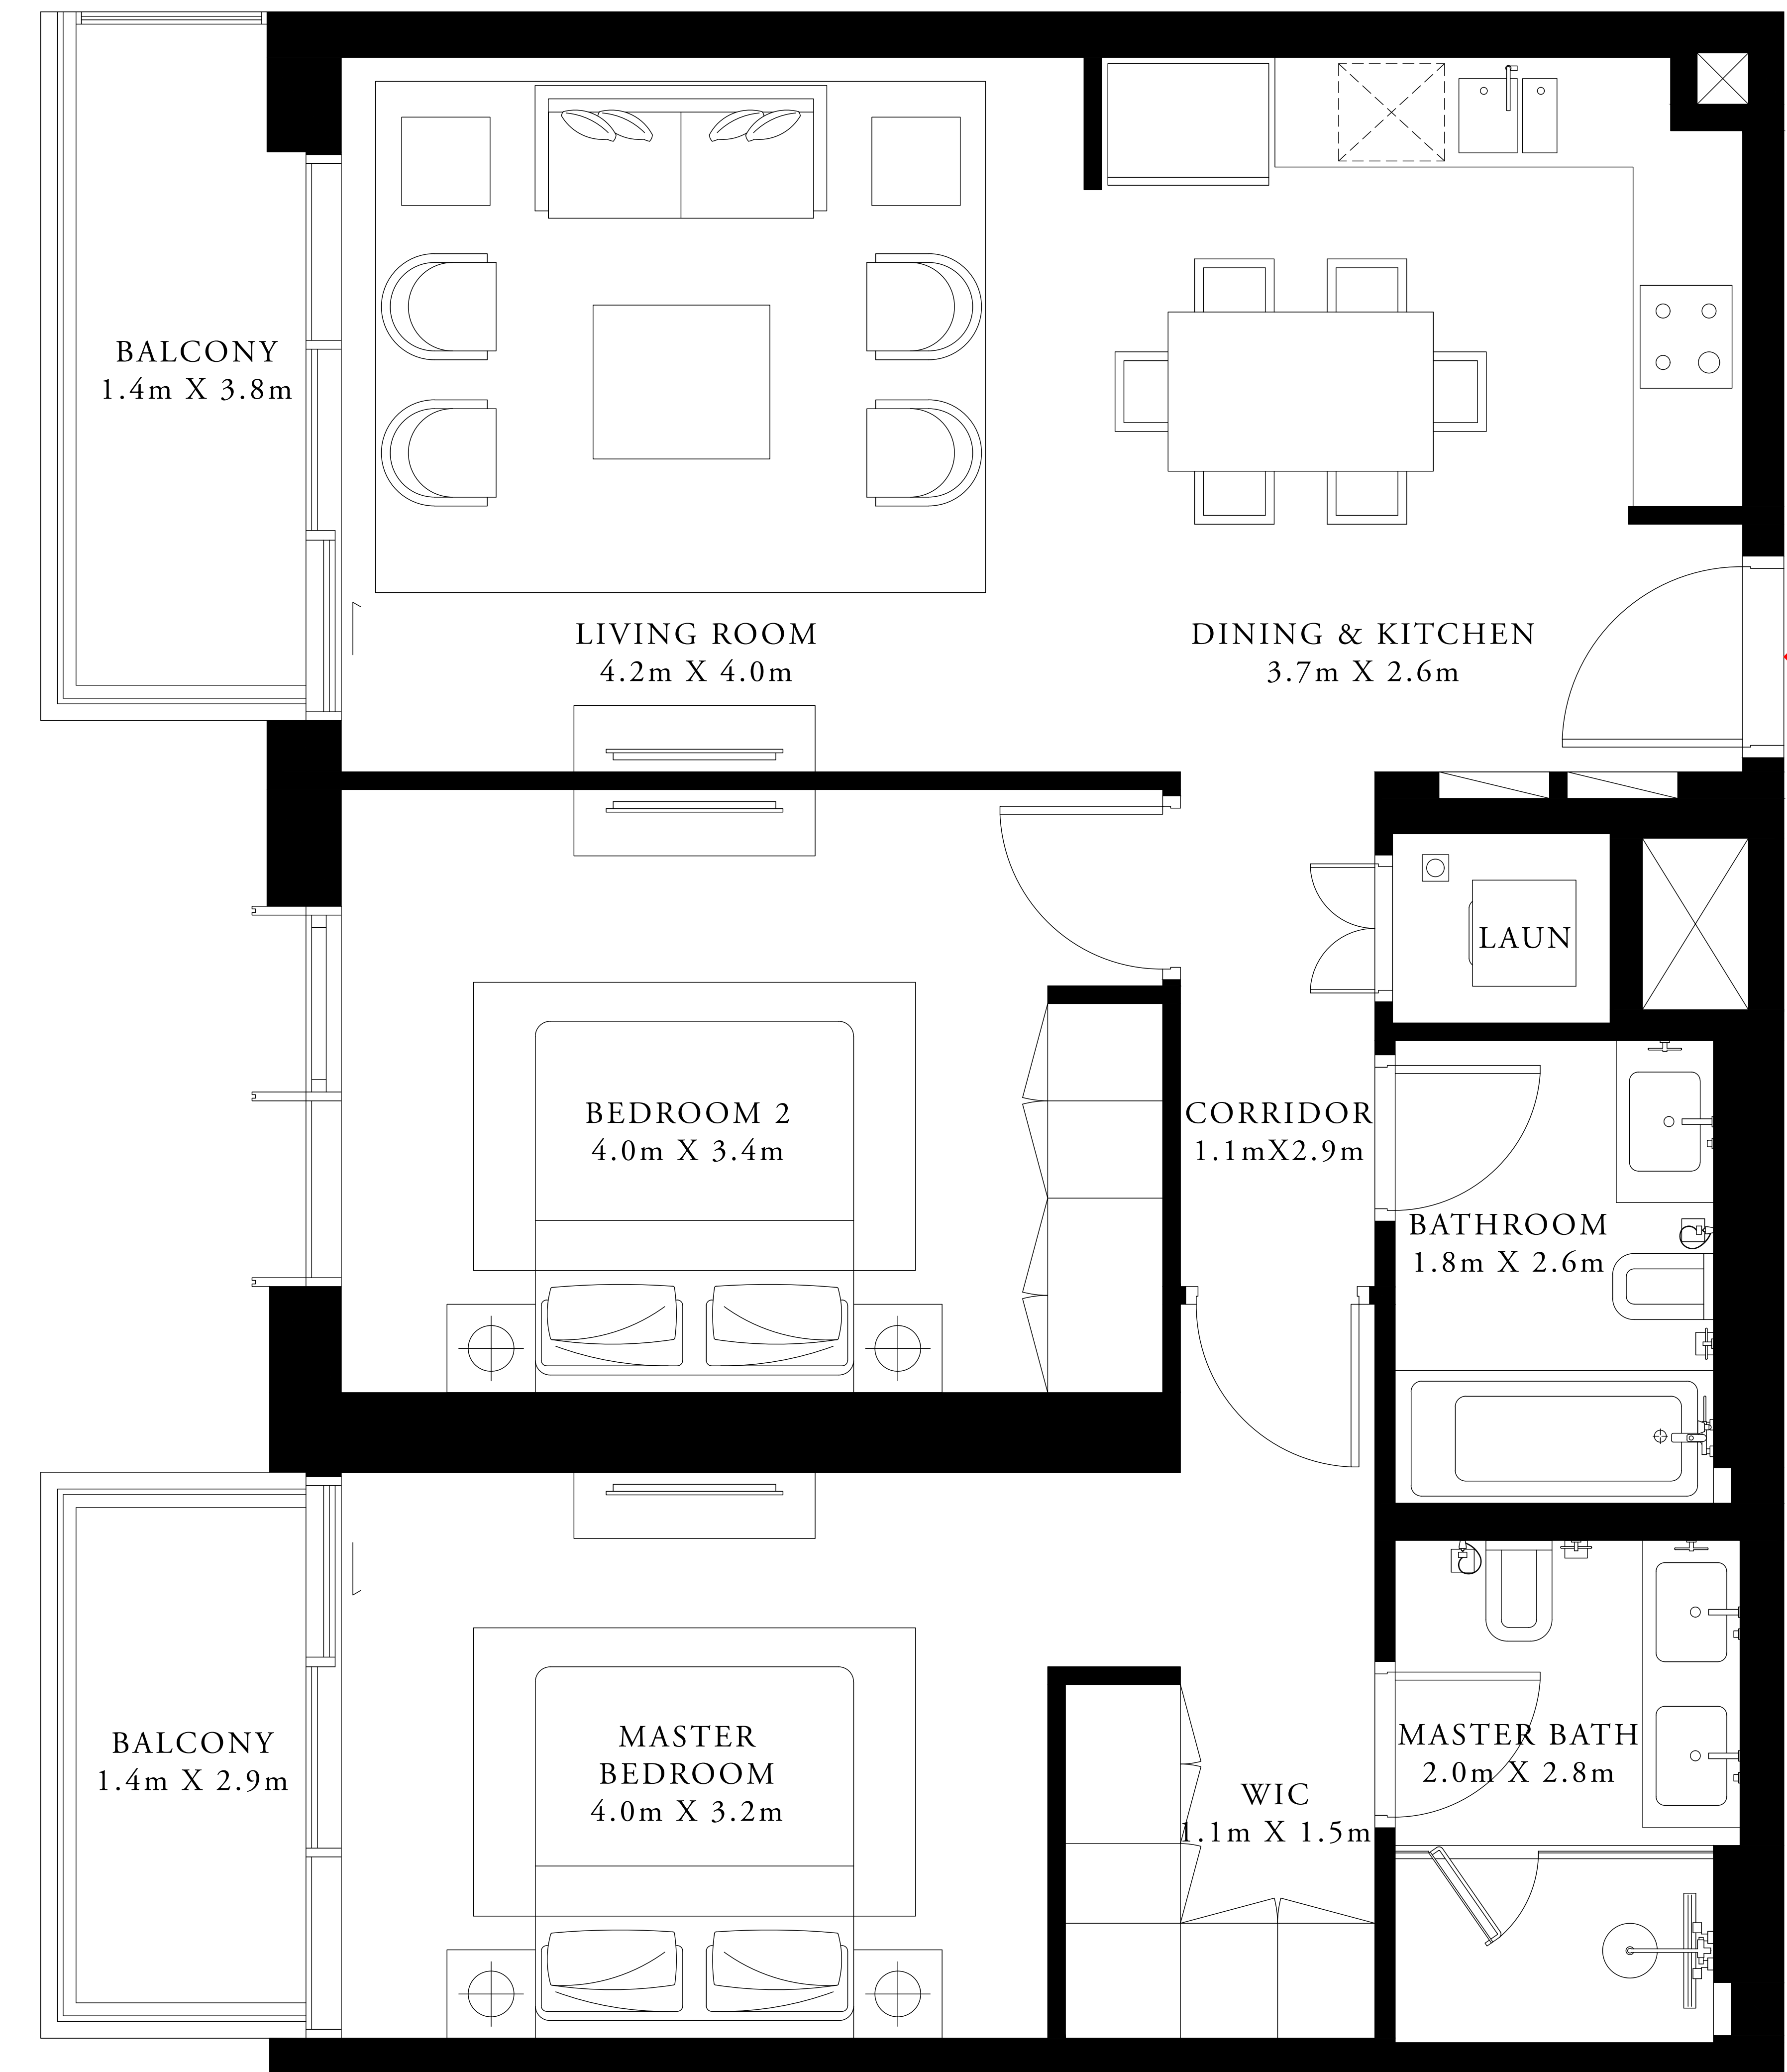 BALCONY
1.4m X 3.8m
LIVING ROOM
4.2m X 4.0m
DINING & KITCHEN
3.7m X 2.6m
LAUN
BEDROOM 2
4.0m X 3.4m
CORRIDOR
1.1mX2.9m
BATHROOM
1.8m X 2.6m
BALCONY
1.4m X 2.9m
MASTER
BEDROOM
4.0m X 3.2m
WIC
1.1m X 1.5m
MASTER BATH
2.0m X 2.8m